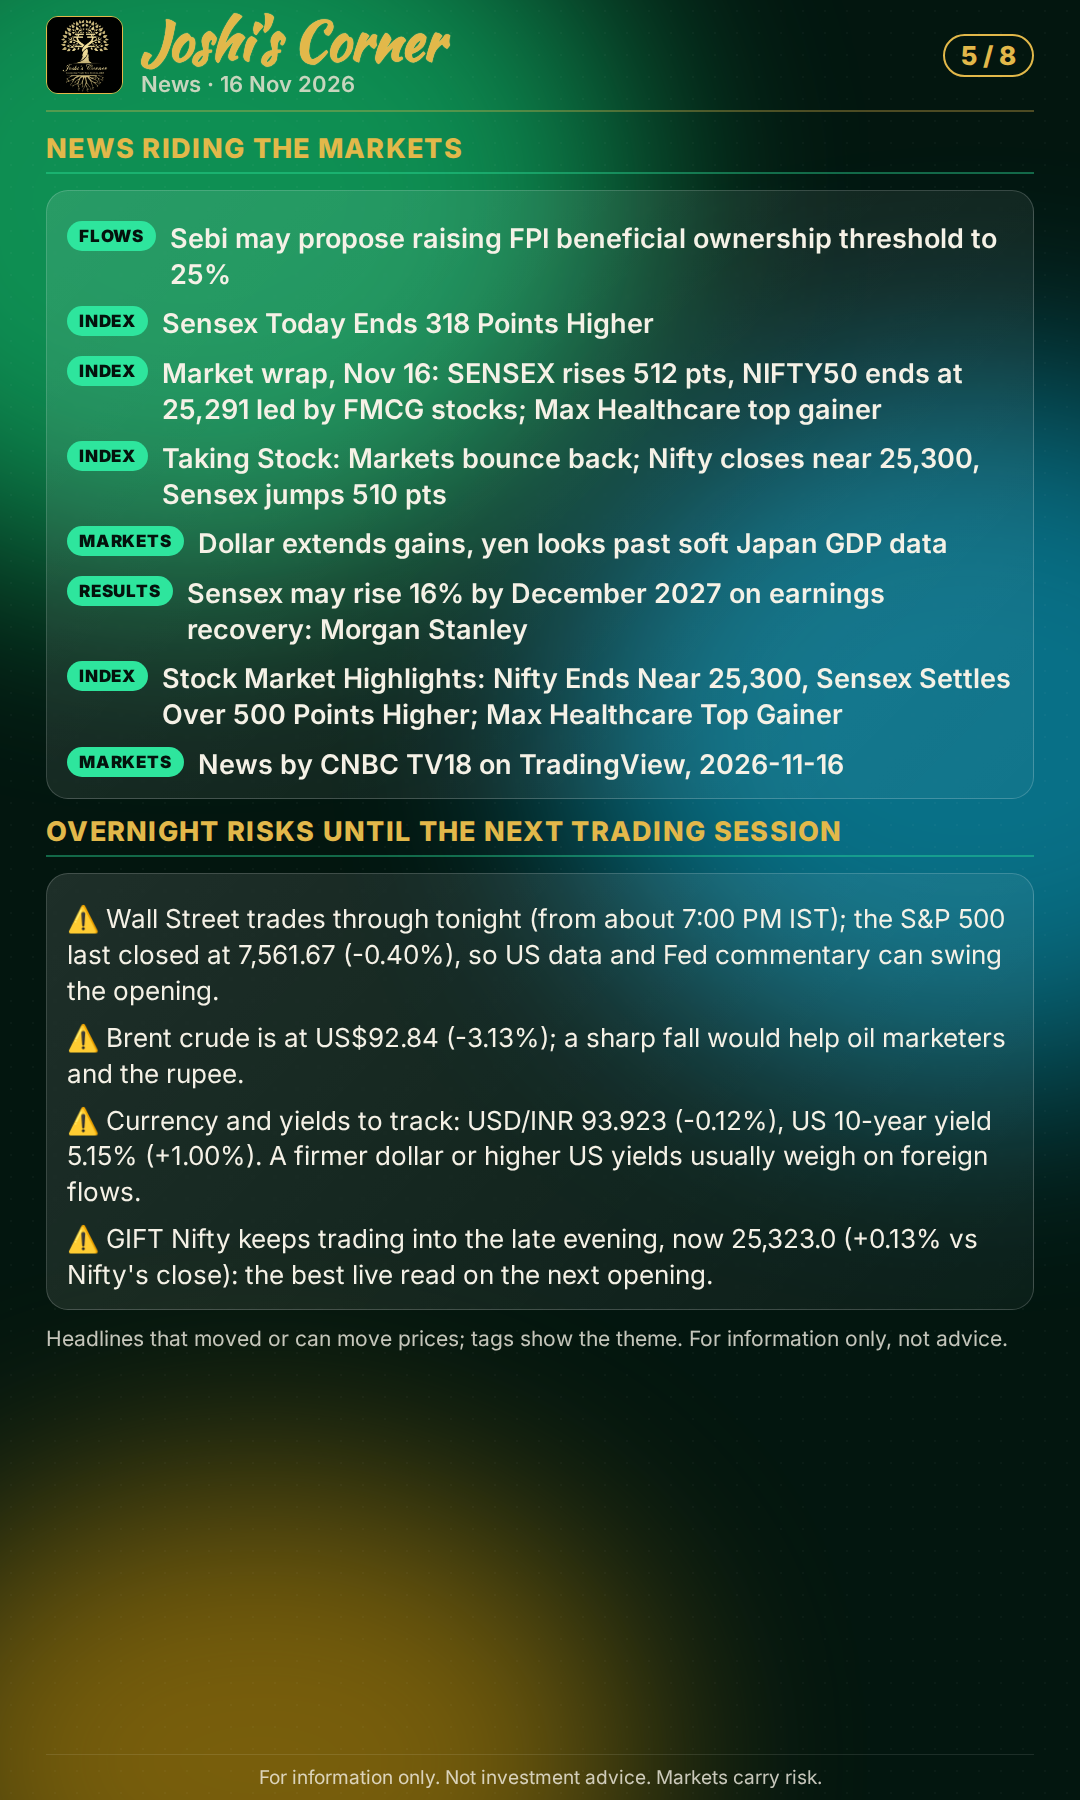 Joshi's Corner
Joshi's Corner
News · 16 Nov 2026
5 / 8
NEWS RIDING THE MARKETS
FLOWS Sebi may propose raising FPI beneficial ownership threshold to
25%
INDEX Sensex Today Ends 318 Points Higher
INDEX Market wrap, Nov 16: SENSEX rises 512 pts, NIFTY50 ends at
25,291 led by FMCG stocks; Max Healthcare top gainer
INDEX Taking Stock: Markets bounce back; Nifty closes near 25,300,
Sensex jumps 510 pts
MARKETS Dollar extends gains, yen looks past soft Japan GDP data
RESULTS Sensex may rise 16% by December 2027 on earnings
recovery: Morgan Stanley
INDEX Stock Market Highlights: Nifty Ends Near 25,300, Sensex Settles
Over 500 Points Higher; Max Healthcare Top Gainer
MARKETS News by CNBC TV18 on TradingView, 2026-11-16
OVERNIGHT RISKS UNTIL THE NEXT TRADING SESSION
⚠️ Wall Street trades through tonight (from about 7:00 PM IST); the S&P 500
last closed at 7,561.67 (-0.40%), so US data and Fed commentary can swing
the opening.
⚠️ Brent crude is at US$92.84 (-3.13%); a sharp fall would help oil marketers
and the rupee.
⚠️ Currency and yields to track: USD/INR 93.923 (-0.12%), US 10-year yield
5.15% (+1.00%). A firmer dollar or higher US yields usually weigh on foreign
flows.
⚠️ GIFT Nifty keeps trading into the late evening, now 25,323.0 (+0.13% vs
Nifty's close): the best live read on the next opening.
Headlines that moved or can move prices; tags show the theme. For information only, not advice.
For information only. Not investment advice. Markets carry risk.